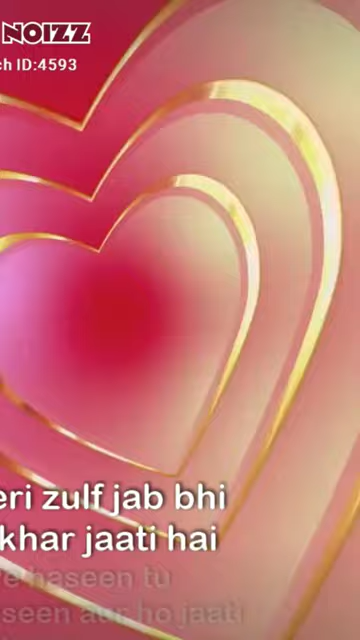 NOIZZ
ch ID:4593
eri zulf jab bhi
khar jaati hai
e haseen tu
seen aur ho jaati